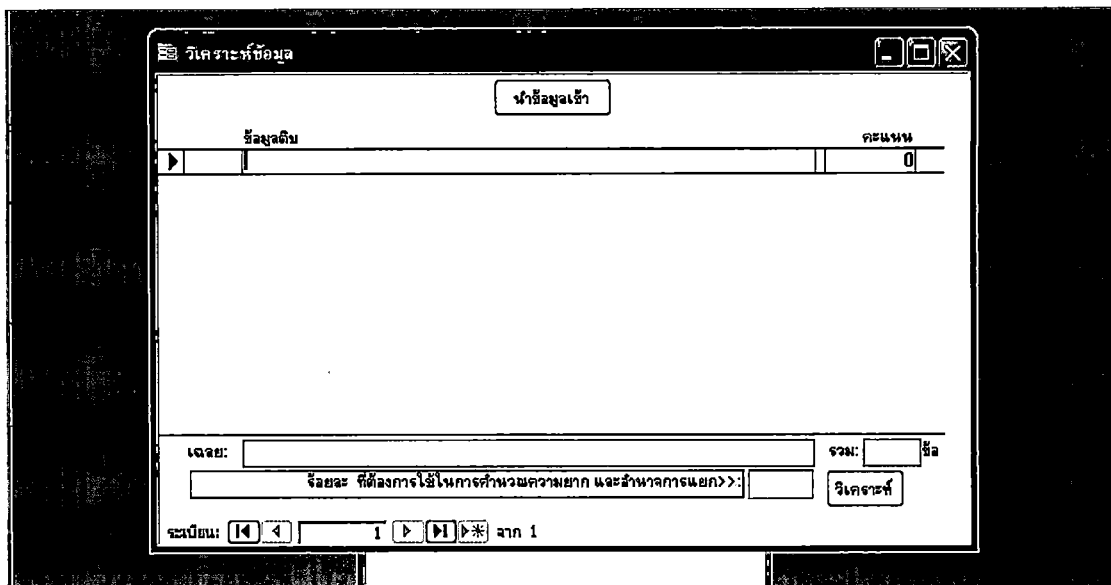 วิเคราะห์ข้อมูล
นำข้อมูลเข้า
ข้อมูลดิบ คะแนน
0
เฉลย: รวม: ข้อ
ร้อยละ ที่ต้องการใช้ในการคำนวณความยาก และอำนาจการแยก>>: วิเคราะห์
ระเบียน: 1 จาก 1